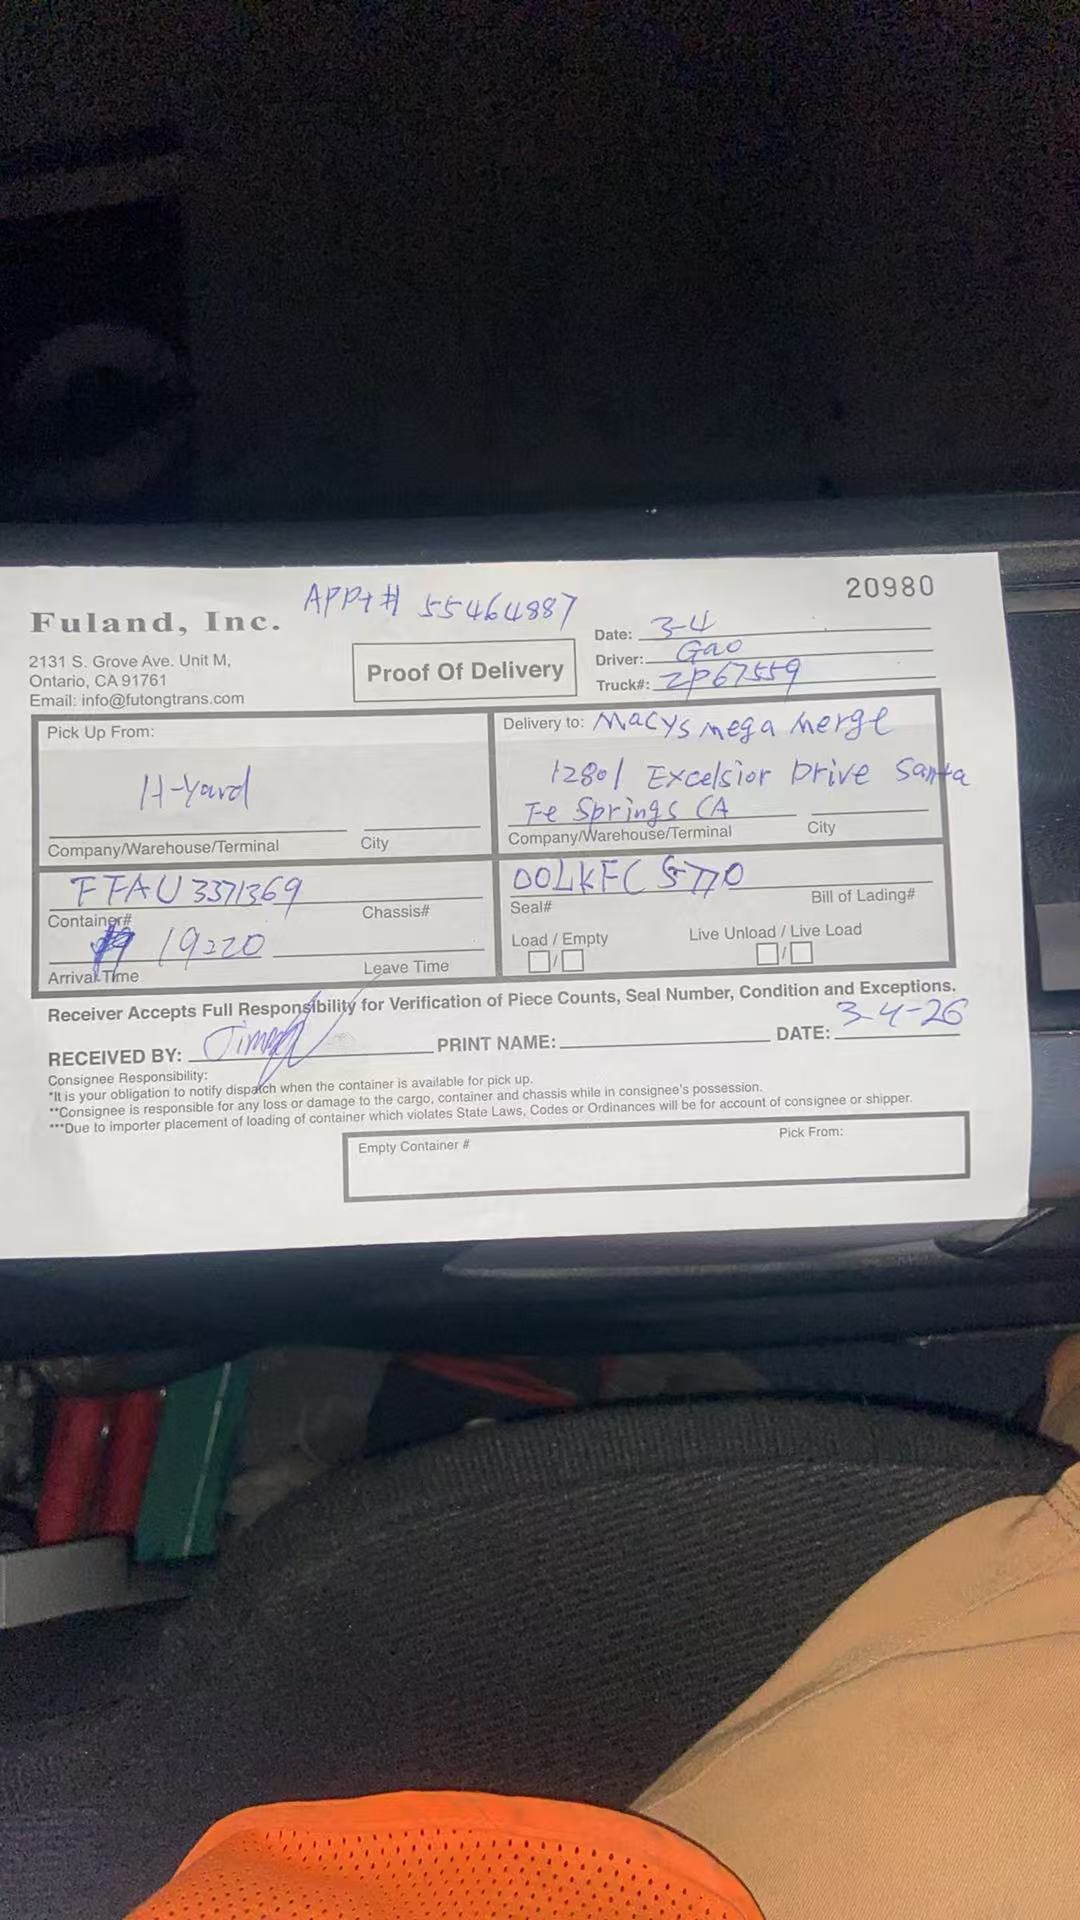 20980
APPt # 55464887
Fuland, Inc.
2131 S. Grove Ave. Unit M,
Ontario, CA 91761
Email: info@futongtrans.com
Proof Of Delivery
Date: 3-4
Driver: Gao
Truck#: ZP67559
Pick Up From:
H-Yard
Company/Warehouse/Terminal City
Delivery to: Macys mega Merge
12801 Excelsior Drive Santa
Fe Springs CA
Company/Warehouse/Terminal City
FFAU3371369
Container# Chassis#
19:20
Arrival Time Leave Time
OOLKFC5770
Seal# Bill of Lading#
Load / Empty Live Unload / Live Load
/ /
Receiver Accepts Full Responsibility for Verification of Piece Counts, Seal Number, Condition and Exceptions.
RECEIVED BY: PRINT NAME: DATE: 3-4-26
Consignee Responsibility:
*It is your obligation to notify dispatch when the container is available for pick up.
**Consignee is responsible for any loss or damage to the cargo, container and chassis while in consignee's possession.
***Due to importer placement of loading of container which violates State Laws, Codes or Ordinances will be for account of consignee or shipper.
Empty Container # Pick From: